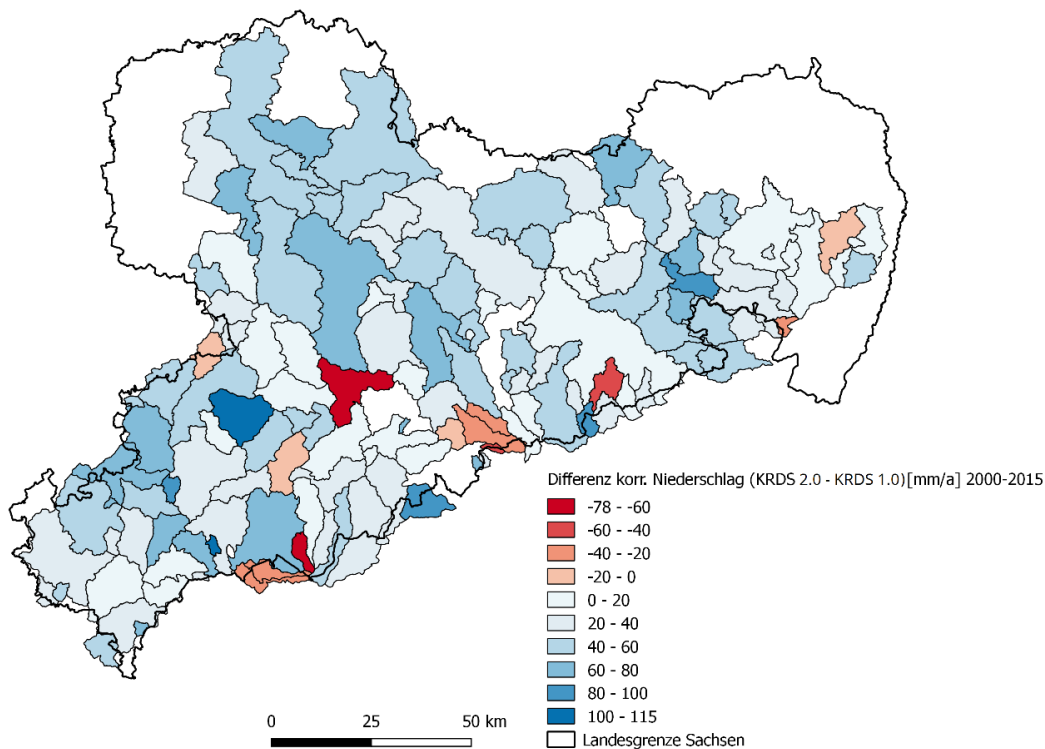 Differenz korr. Niederschlag (KRDS 2.0 - KRDS 1.0)[mm/a] 2000-2015
-78 - -60
-60 - -40
-40 - -20
-20 - 0
0 - 20
20 - 40
40 - 60
60 - 80
80 - 100
100 - 115
Landesgrenze Sachsen
0 25 50 km